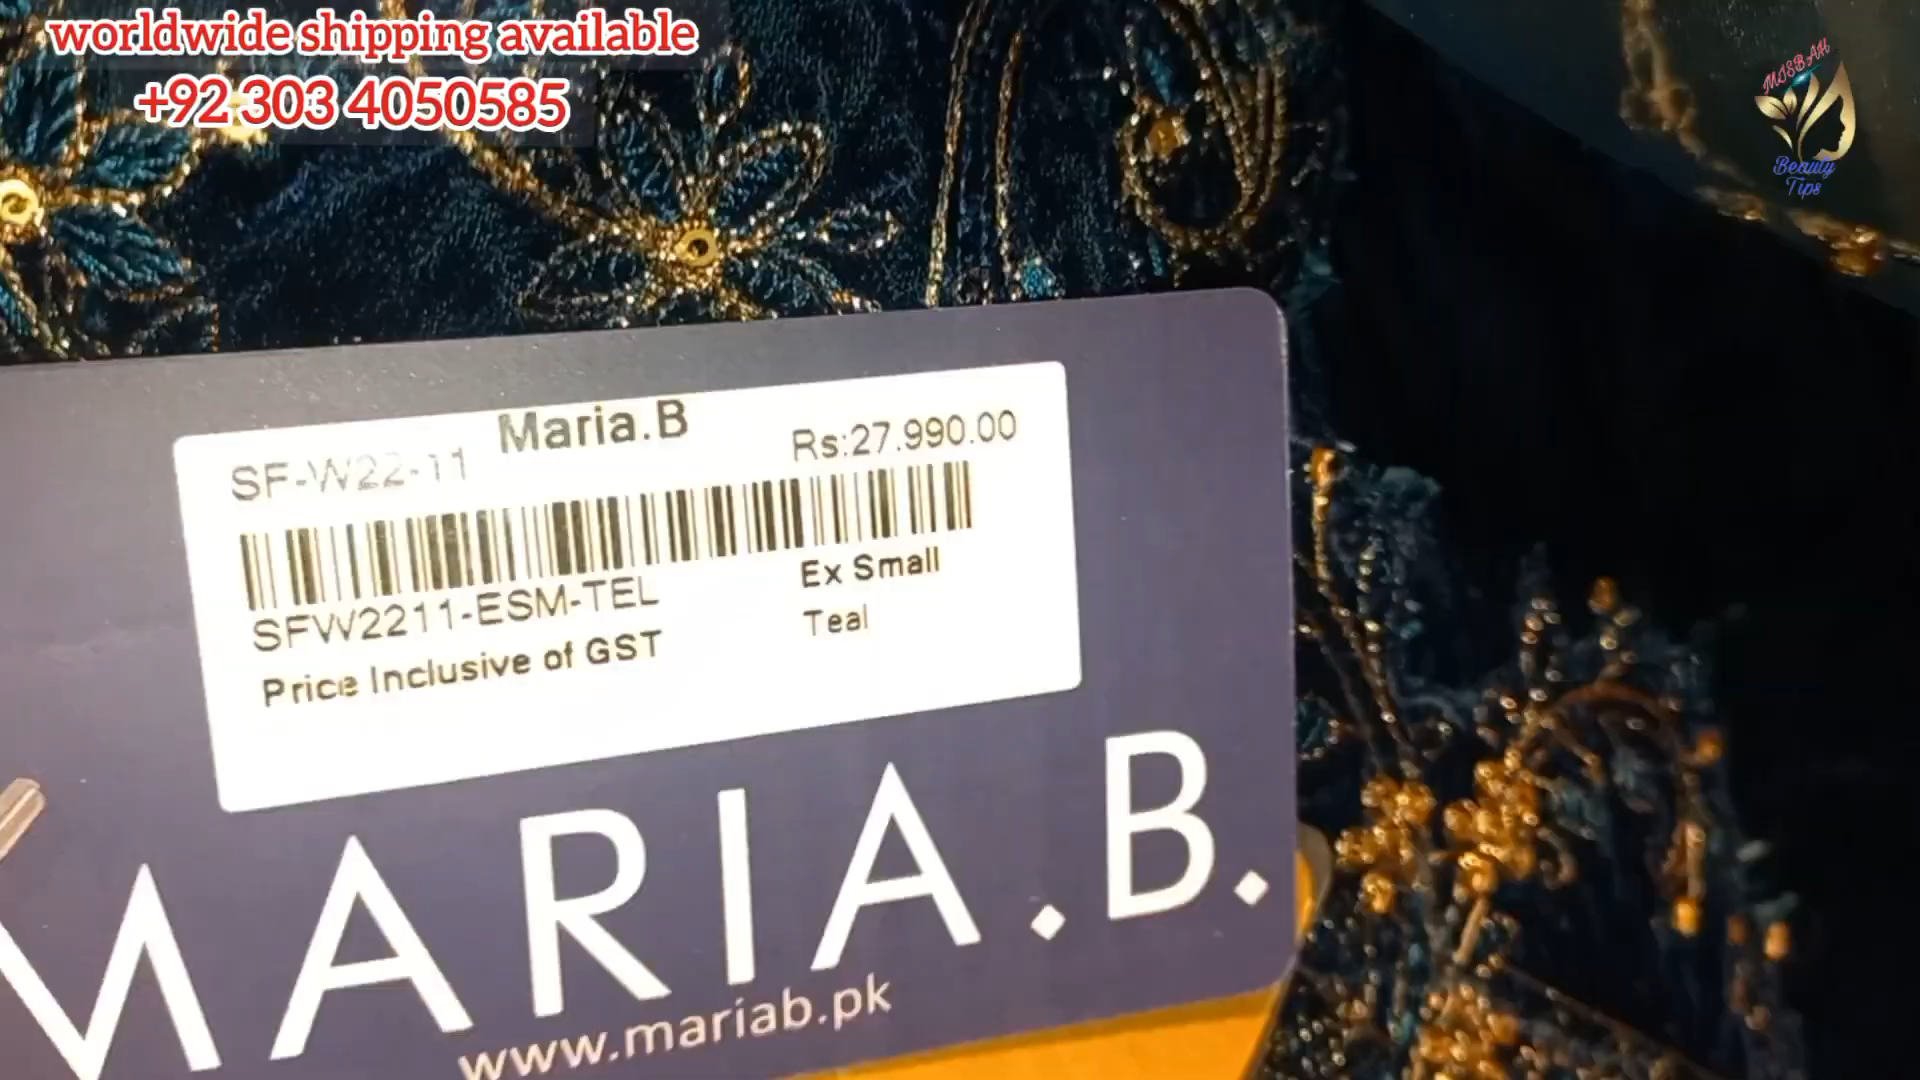 worldwide shipping available
+92 303 4050585
MISBAH
Beauty
Tips
Maria.B
SF-W22-11
Rs:27.990.00
SFW2211-ESM-TEL
Ex Small
Price Inclusive of GST
Teal
MARIA.B.
www.mariab.pk